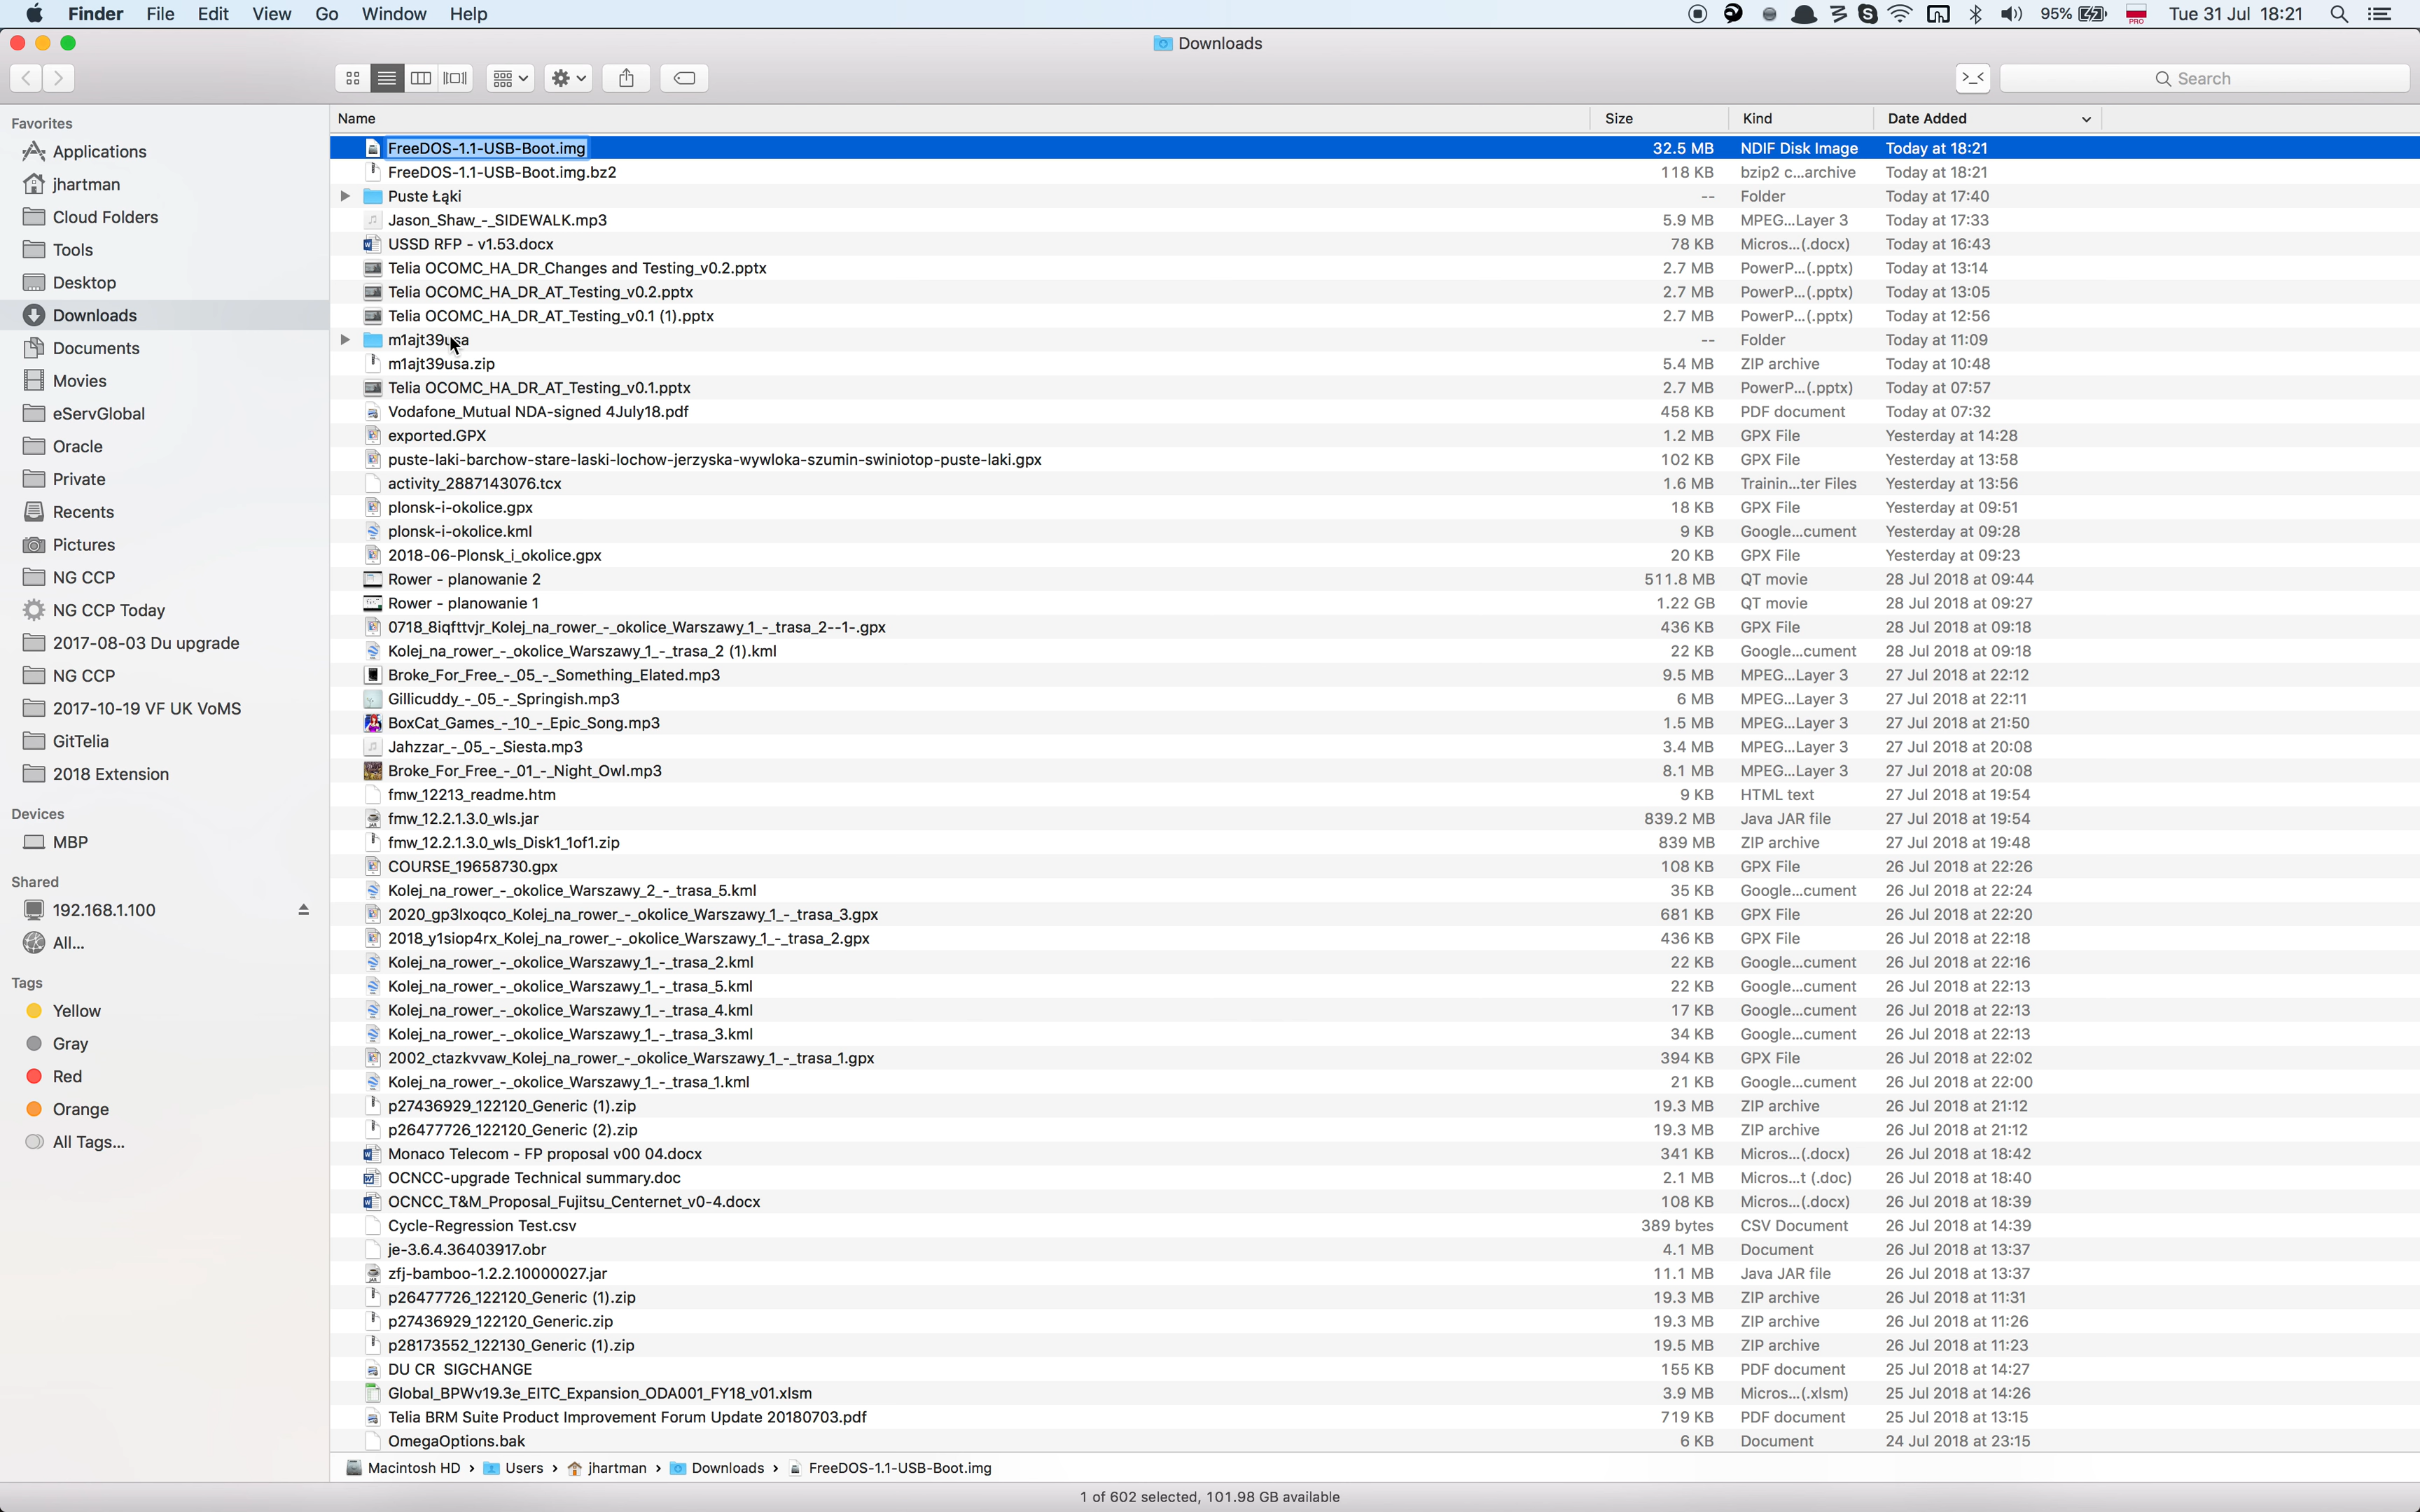 Finder File Edit View Go Window Help 95% PRO Tue 31 Jul 18:21
Downloads
>_< Search
Favorites
Applications
jhartman
Cloud Folders
Tools
Desktop
Downloads
Documents
Movies
eServGlobal
Oracle
Private
Recents
Pictures
NG CCP
NG CCP Today
2017-08-03 Du upgrade
NG CCP
2017-10-19 VF UK VoMS
GitTelia
2018 Extension
Devices
MBP
Shared
192.168.1.100
All...
Tags
Yellow
Gray
Red
Orange
All Tags...
Name Size Kind Date Added
FreeDOS-1.1-USB-Boot.img 32.5 MB NDIF Disk Image Today at 18:21
FreeDOS-1.1-USB-Boot.img.bz2 118 KB bzip2 c...archive Today at 18:21
Puste Łąki -- Folder Today at 17:40
Jason_Shaw_-_SIDEWALK.mp3 5.9 MB MPEG...Layer 3 Today at 17:33
USSD RFP - v1.53.docx 78 KB Micros...(.docx) Today at 16:43
Telia OCOMC_HA_DR_Changes and Testing_v0.2.pptx 2.7 MB PowerP...(.pptx) Today at 13:14
Telia OCOMC_HA_DR_AT_Testing_v0.2.pptx 2.7 MB PowerP...(.pptx) Today at 13:05
Telia OCOMC_HA_DR_AT_Testing_v0.1 (1).pptx 2.7 MB PowerP...(.pptx) Today at 12:56
m1ajt39usa -- Folder Today at 11:09
m1ajt39usa.zip 5.4 MB ZIP archive Today at 10:48
Telia OCOMC_HA_DR_AT_Testing_v0.1.pptx 2.7 MB PowerP...(.pptx) Today at 07:57
Vodafone_Mutual NDA-signed 4July18.pdf 458 KB PDF document Today at 07:32
exported.GPX 1.2 MB GPX File Yesterday at 14:28
puste-laki-barchow-stare-laski-lochow-jerzyska-wywloka-szumin-swiniotop-puste-laki.gpx 102 KB GPX File Yesterday at 13:58
activity_2887143076.tcx 1.6 MB Trainin...ter Files Yesterday at 13:56
plonsk-i-okolice.gpx 18 KB GPX File Yesterday at 09:51
plonsk-i-okolice.kml 9 KB Google...cument Yesterday at 09:28
2018-06-Plonsk_i_okolice.gpx 20 KB GPX File Yesterday at 09:23
Rower - planowanie 2 511.8 MB QT movie 28 Jul 2018 at 09:44
Rower - planowanie 1 1.22 GB QT movie 28 Jul 2018 at 09:27
0718_8iqfttvjr_Kolej_na_rower_-_okolice_Warszawy_1_-_trasa_2--1-.gpx 436 KB GPX File 28 Jul 2018 at 09:18
Kolej_na_rower_-_okolice_Warszawy_1_-_trasa_2 (1).kml 22 KB Google...cument 28 Jul 2018 at 09:18
Broke_For_Free_-_05_-_Something_Elated.mp3 9.5 MB MPEG...Layer 3 27 Jul 2018 at 22:12
Gillicuddy_-_05_-_Springish.mp3 6 MB MPEG...Layer 3 27 Jul 2018 at 22:11
BoxCat_Games_-_10_-_Epic_Song.mp3 1.5 MB MPEG...Layer 3 27 Jul 2018 at 21:50
Jahzzar_-_05_-_Siesta.mp3 3.4 MB MPEG...Layer 3 27 Jul 2018 at 20:08
Broke_For_Free_-_01_-_Night_Owl.mp3 8.1 MB MPEG...Layer 3 27 Jul 2018 at 20:08
fmw_12213_readme.htm 9 KB HTML text 27 Jul 2018 at 19:54
fmw_12.2.1.3.0_wls.jar 839.2 MB Java JAR file 27 Jul 2018 at 19:54
fmw_12.2.1.3.0_wls_Disk1_1of1.zip 839 MB ZIP archive 27 Jul 2018 at 19:48
COURSE_19658730.gpx 108 KB GPX File 26 Jul 2018 at 22:26
Kolej_na_rower_-_okolice_Warszawy_2_-_trasa_5.kml 35 KB Google...cument 26 Jul 2018 at 22:24
2020_gp3lxoqco_Kolej_na_rower_-_okolice_Warszawy_1_-_trasa_3.gpx 681 KB GPX File 26 Jul 2018 at 22:20
2018_y1siop4rx_Kolej_na_rower_-_okolice_Warszawy_1_-_trasa_2.gpx 436 KB GPX File 26 Jul 2018 at 22:18
Kolej_na_rower_-_okolice_Warszawy_1_-_trasa_2.kml 22 KB Google...cument 26 Jul 2018 at 22:16
Kolej_na_rower_-_okolice_Warszawy_1_-_trasa_5.kml 22 KB Google...cument 26 Jul 2018 at 22:13
Kolej_na_rower_-_okolice_Warszawy_1_-_trasa_4.kml 17 KB Google...cument 26 Jul 2018 at 22:13
Kolej_na_rower_-_okolice_Warszawy_1_-_trasa_3.kml 34 KB Google...cument 26 Jul 2018 at 22:13
2002_ctazkvvaw_Kolej_na_rower_-_okolice_Warszawy_1_-_trasa_1.gpx 394 KB GPX File 26 Jul 2018 at 22:02
Kolej_na_rower_-_okolice_Warszawy_1_-_trasa_1.kml 21 KB Google...cument 26 Jul 2018 at 22:00
p27436929_122120_Generic (1).zip 19.3 MB ZIP archive 26 Jul 2018 at 21:12
p26477726_122120_Generic (2).zip 19.3 MB ZIP archive 26 Jul 2018 at 21:12
Monaco Telecom - FP proposal v00 04.docx 341 KB Micros...(.docx) 26 Jul 2018 at 18:42
OCNCC-upgrade Technical summary.doc 2.1 MB Micros...t (.doc) 26 Jul 2018 at 18:40
OCNCC_T&M_Proposal_Fujitsu_Centernet_v0-4.docx 108 KB Micros...(.docx) 26 Jul 2018 at 18:39
Cycle-Regression Test.csv 389 bytes CSV Document 26 Jul 2018 at 14:39
je-3.6.4.36403917.obr 4.1 MB Document 26 Jul 2018 at 13:37
zfj-bamboo-1.2.2.10000027.jar 11.1 MB Java JAR file 26 Jul 2018 at 13:37
p26477726_122120_Generic (1).zip 19.3 MB ZIP archive 26 Jul 2018 at 11:31
p27436929_122120_Generic.zip 19.3 MB ZIP archive 26 Jul 2018 at 11:26
p28173552_122130_Generic (1).zip 19.5 MB ZIP archive 26 Jul 2018 at 11:23
DU CR SIGCHANGE 155 KB PDF document 25 Jul 2018 at 14:27
Global_BPWv19.3e_EITC_Expansion_ODA001_FY18_v01.xlsm 3.9 MB Micros...(.xlsm) 25 Jul 2018 at 14:26
Telia BRM Suite Product Improvement Forum Update 20180703.pdf 719 KB PDF document 25 Jul 2018 at 13:15
OmegaOptions.bak 6 KB Document 24 Jul 2018 at 23:15
Macintosh HD › Users › jhartman › Downloads › FreeDOS-1.1-USB-Boot.img
1 of 602 selected, 101.98 GB available